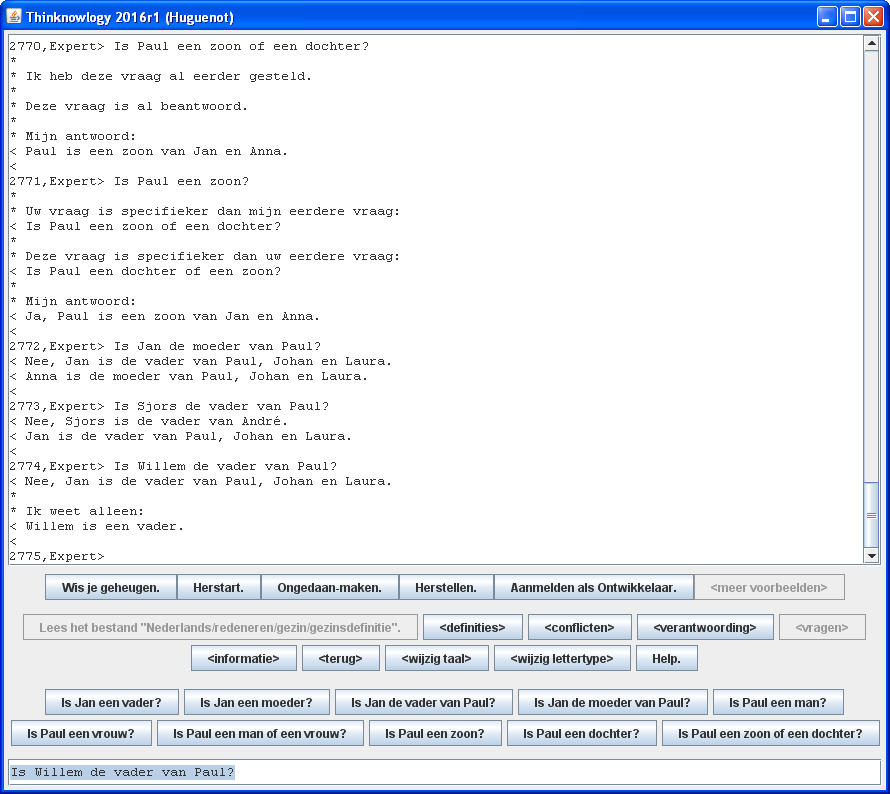 Thinknowlogy 2016r1 (Huguenot)
2770,Expert> Is Paul een zoon of een dochter?
*
* Ik heb deze vraag al eerder gesteld.
*
* Deze vraag is al beantwoord.
*
* Mijn antwoord:
< Paul is een zoon van Jan en Anna.
<
2771,Expert> Is Paul een zoon?
*
* Uw vraag is specifieker dan mijn eerdere vraag:
< Is Paul een zoon of een dochter?
*
* Deze vraag is specifieker dan uw eerdere vraag:
< Is Paul een dochter of een zoon?
*
* Mijn antwoord:
< Ja, Paul is een zoon van Jan en Anna.
<
2772,Expert> Is Jan de moeder van Paul?
< Nee, Jan is de vader van Paul, Johan en Laura.
< Anna is de moeder van Paul, Johan en Laura.
<
2773,Expert> Is Sjors de vader van Paul?
< Nee, Sjors is de vader van André.
< Jan is de vader van Paul, Johan en Laura.
<
2774,Expert> Is Willem de vader van Paul?
< Nee, Jan is de vader van Paul, Johan en Laura.
*
* Ik weet alleen:
< Willem is een vader.
<
2775,Expert>
Wis je geheugen. Herstart. Ongedaan-maken. Herstellen. Aanmelden als Ontwikkelaar. <meer voorbeelden>
Lees het bestand "Nederlands/redeneren/gezin/gezinsdefinitie". <definities> <conflicten> <verantwoording> <vragen>
<informatie> <terug> <wijzig taal> <wijzig lettertype> Help.
Is Jan een vader? Is Jan een moeder? Is Jan de vader van Paul? Is Jan de moeder van Paul? Is Paul een man?
Is Paul een vrouw? Is Paul een man of een vrouw? Is Paul een zoon? Is Paul een dochter? Is Paul een zoon of een dochter?
Is Willem de vader van Paul?